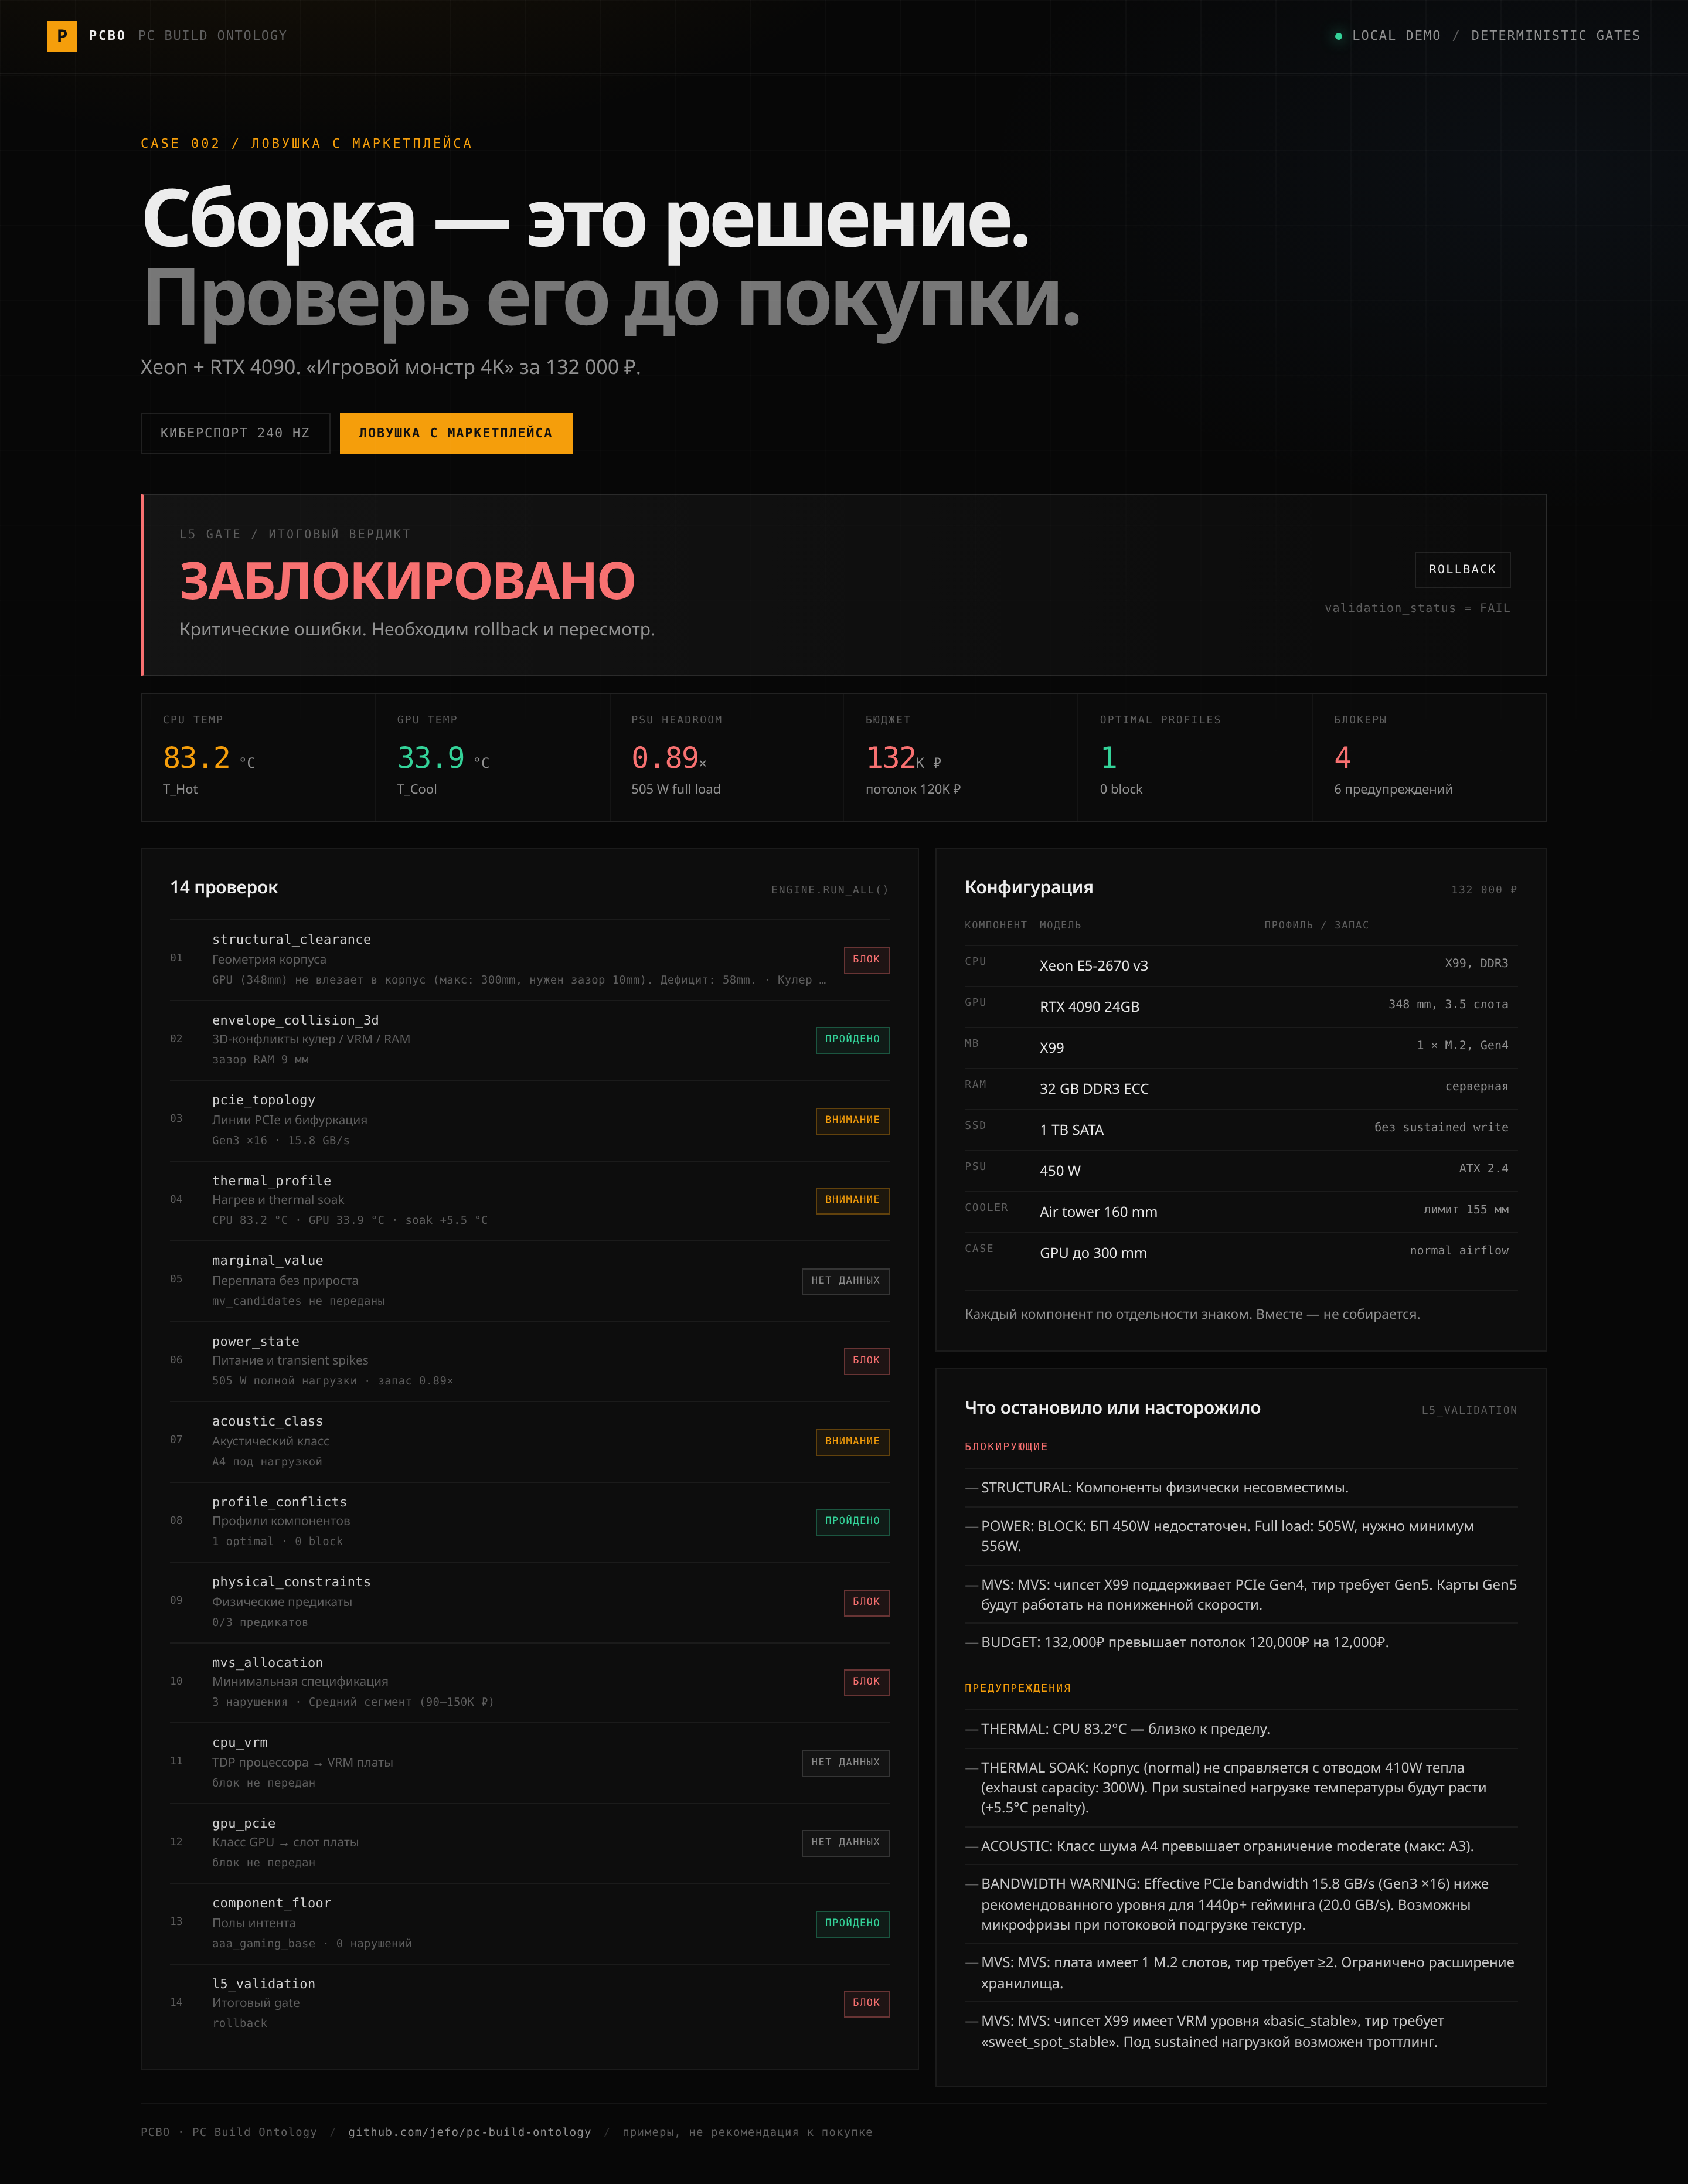 P PCBO PC BUILD ONTOLOGY
LOCAL DEMO / DETERMINISTIC GATES
CASE 002 / ЛОВУШКА С МАРКЕТПЛЕЙСА
Сборка — это решение.
Проверь его до покупки.
Xeon + RTX 4090. «Игровой монстр 4K» за 132 000 ₽.
КИБЕРСПОРТ 240 HZ
ЛОВУШКА С МАРКЕТПЛЕЙСА
L5 GATE / ИТОГОВЫЙ ВЕРДИКТ
ЗАБЛОКИРОВАНО
Критические ошибки. Необходим rollback и пересмотр.
ROLLBACK
validation_status = FAIL
CPU TEMP
83.2 °C
T_Hot
GPU TEMP
33.9 °C
T_Cool
PSU HEADROOM
0.89×
505 W full load
БЮДЖЕТ
132K ₽
потолок 120K ₽
OPTIMAL PROFILES
1
0 block
БЛОКЕРЫ
4
6 предупреждений
14 проверок
ENGINE.RUN_ALL()
01
structural_clearance
Геометрия корпуса
GPU (348mm) не влезает в корпус (макс: 300mm, нужен зазор 10mm). Дефицит: 58mm. · Кулер …
БЛОК
02
envelope_collision_3d
3D-конфликты кулер / VRM / RAM
зазор RAM 9 мм
ПРОЙДЕНО
03
pcie_topology
Линии PCIe и бифуркация
Gen3 ×16 · 15.8 GB/s
ВНИМАНИЕ
04
thermal_profile
Нагрев и thermal soak
CPU 83.2 °C · GPU 33.9 °C · soak +5.5 °C
ВНИМАНИЕ
05
marginal_value
Переплата без прироста
mv_candidates не переданы
НЕТ ДАННЫХ
06
power_state
Питание и transient spikes
505 W полной нагрузки · запас 0.89×
БЛОК
07
acoustic_class
Акустический класс
A4 под нагрузкой
ВНИМАНИЕ
08
profile_conflicts
Профили компонентов
1 optimal · 0 block
ПРОЙДЕНО
09
physical_constraints
Физические предикаты
0/3 предикатов
БЛОК
10
mvs_allocation
Минимальная спецификация
3 нарушения · Средний сегмент (90–150K ₽)
БЛОК
11
cpu_vrm
TDP процессора → VRM платы
блок не передан
НЕТ ДАННЫХ
12
gpu_pcie
Класс GPU → слот платы
блок не передан
НЕТ ДАННЫХ
13
component_floor
Полы интента
aaa_gaming_base · 0 нарушений
ПРОЙДЕНО
14
l5_validation
Итоговый gate
rollback
БЛОК
Конфигурация
132 000 ₽
КОМПОНЕНТ МОДЕЛЬ ПРОФИЛЬ / ЗАПАС
CPU Xeon E5-2670 v3 X99, DDR3
GPU RTX 4090 24GB 348 mm, 3.5 слота
MB X99 1 × M.2, Gen4
RAM 32 GB DDR3 ECC серверная
SSD 1 TB SATA без sustained write
PSU 450 W ATX 2.4
COOLER Air tower 160 mm лимит 155 мм
CASE GPU до 300 mm normal airflow
Каждый компонент по отдельности знаком. Вместе — не собирается.
Что остановило или насторожило
L5_VALIDATION
БЛОКИРУЮЩИЕ
— STRUCTURAL: Компоненты физически несовместимы.
— POWER: BLOCK: БП 450W недостаточен. Full load: 505W, нужно минимум
556W.
— MVS: MVS: чипсет X99 поддерживает PCIe Gen4, тир требует Gen5. Карты Gen5
будут работать на пониженной скорости.
— BUDGET: 132,000₽ превышает потолок 120,000₽ на 12,000₽.
ПРЕДУПРЕЖДЕНИЯ
— THERMAL: CPU 83.2°C — близко к пределу.
— THERMAL SOAK: Корпус (normal) не справляется с отводом 410W тепла
(exhaust capacity: 300W). При sustained нагрузке температуры будут расти
(+5.5°C penalty).
— ACOUSTIC: Класс шума A4 превышает ограничение moderate (макс: A3).
— BANDWIDTH WARNING: Effective PCIe bandwidth 15.8 GB/s (Gen3 ×16) ниже
рекомендованного уровня для 1440p+ гейминга (20.0 GB/s). Возможны
микрофризы при потоковой подгрузке текстур.
— MVS: MVS: плата имеет 1 M.2 слотов, тир требует ≥2. Ограничено расширение
хранилища.
— MVS: MVS: чипсет X99 имеет VRM уровня «basic_stable», тир требует
«sweet_spot_stable». Под sustained нагрузкой возможен троттлинг.
PCBO · PC Build Ontology / github.com/jefo/pc-build-ontology / примеры, не рекомендация к покупке